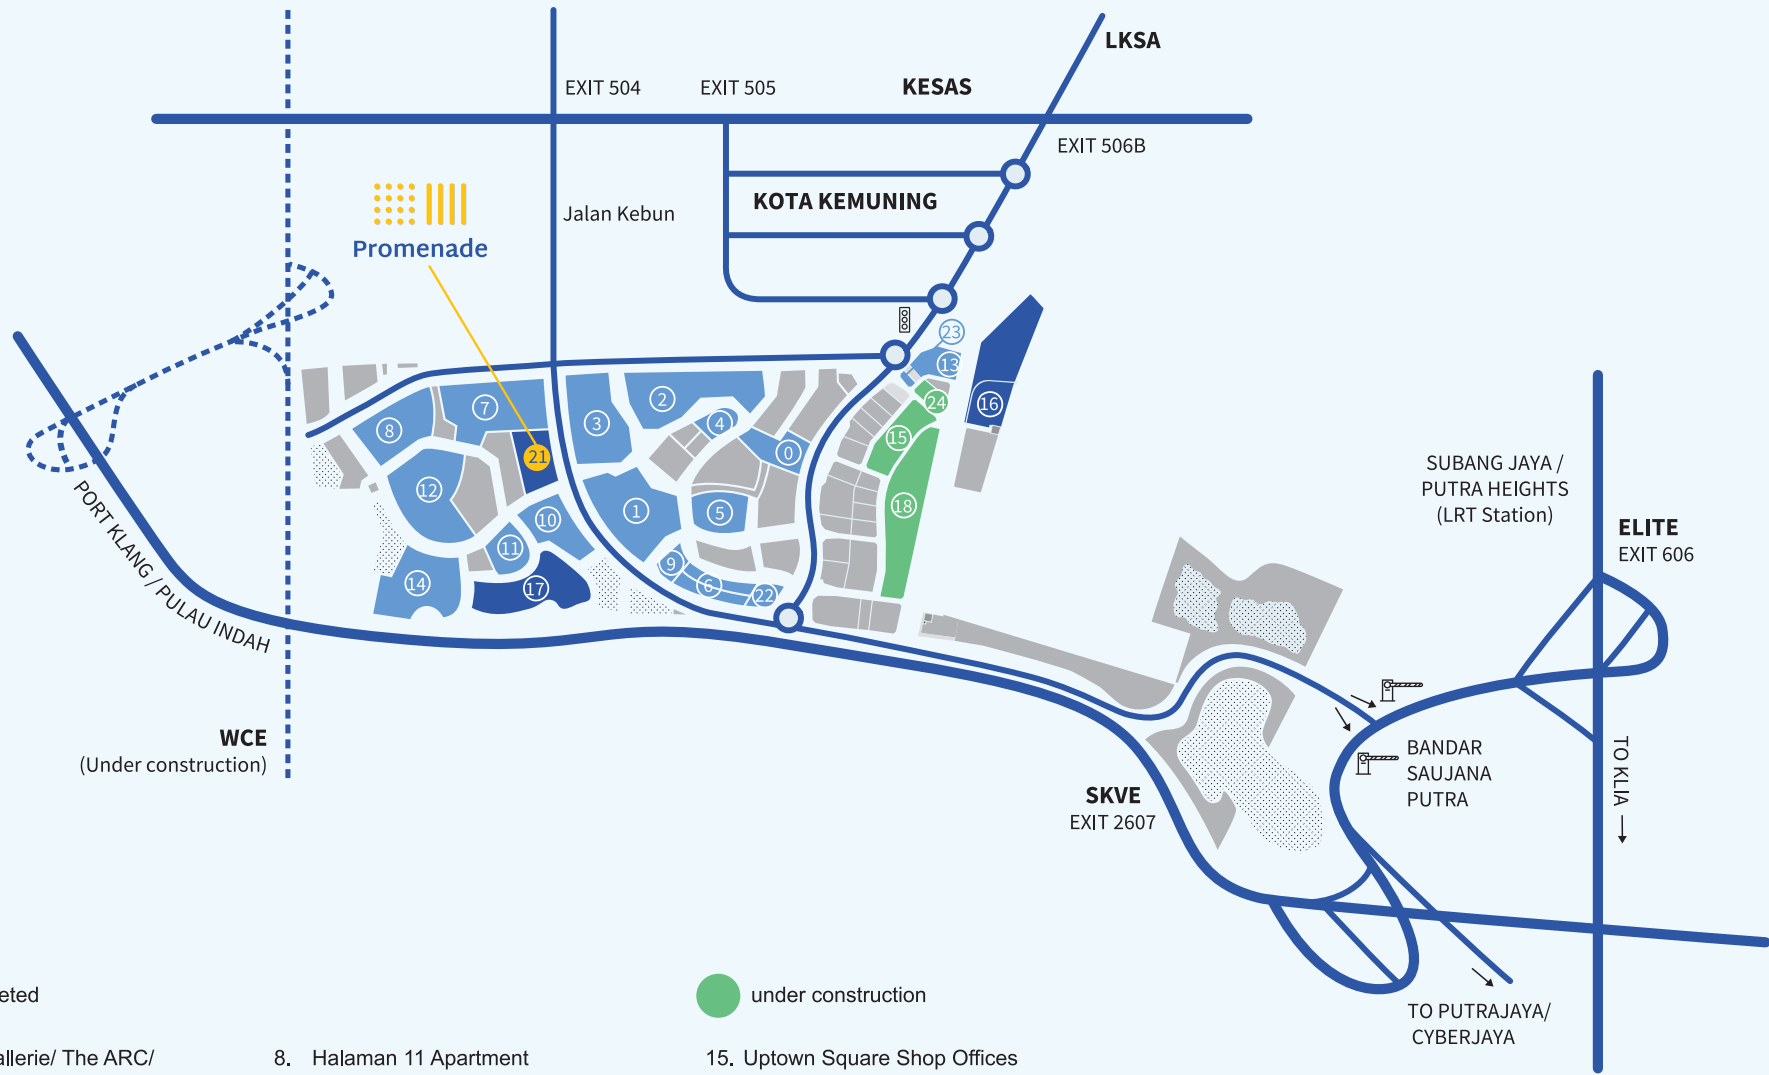 LKSA
EXIT 504
EXIT 505
KESAS
EXIT 506B
KOTA KEMUNING
Jalan Kebun
Promenade
23
13
16
24
2
7
3
4
8
15
0
21
12
18
1
5
10
11
9
14
17
6
22
SUBANG JAYA /
PUTRA HEIGHTS
(LRT Station)
ELITE
EXIT 606
PORT KLANG / PULAU INDAH
WCE
(Under construction)
BANDAR
SAUJANA
PUTRA
TO KLIA
SKVE
EXIT 2607
TO PUTRAJAYA/
CYBERJAYA
eted
under construction
allerie/ The ARC/
8. Halaman 11 Apartment
15. Uptown Square Shop Offices